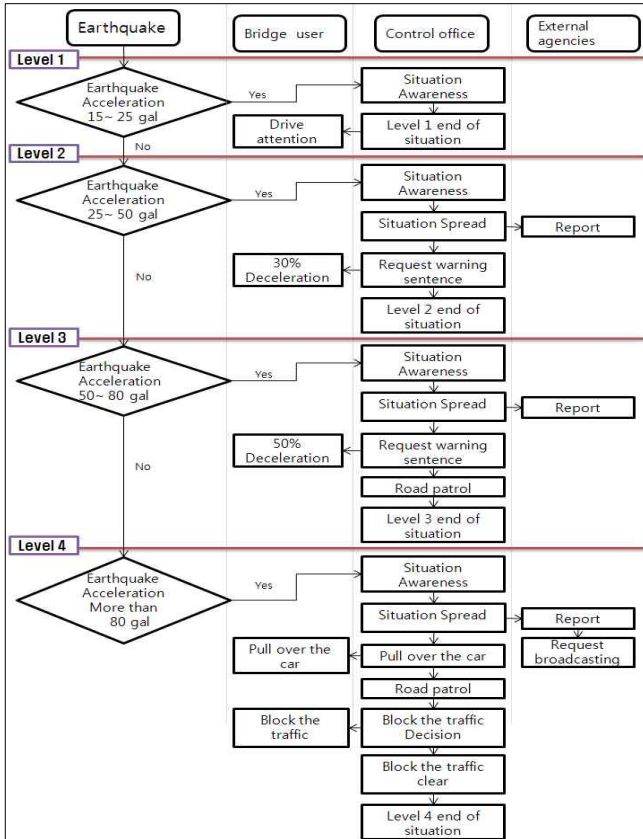 Earthquake
Bridge user
Control office
External
agencies
Level 1
Earthquake
Acceleration
15~ 25 gal
Yes
No
Situation
Awareness
Drive
attention
Level 1 end of
situation
Level 2
Earthquake
Acceleration
25~ 50 gal
Yes
No
Situation
Awareness
Situation Spread
Report
30%
Deceleration
Request warning
sentence
Level 2 end of
situation
Level 3
Earthquake
Acceleration
50~ 80 gal
Yes
No
Situation
Awareness
Situation Spread
Report
50%
Deceleration
Request warning
sentence
Road patrol
Level 3 end of
situation
Level 4
Earthquake
Acceleration
More than
80 gal
Yes
Situation
Awareness
Situation Spread
Report
Request
broadcasting
Pull over the
car
Pull over the car
Road patrol
Block the
traffic
Block the traffic
Decision
Block the traffic
clear
Level 4 end of
situation